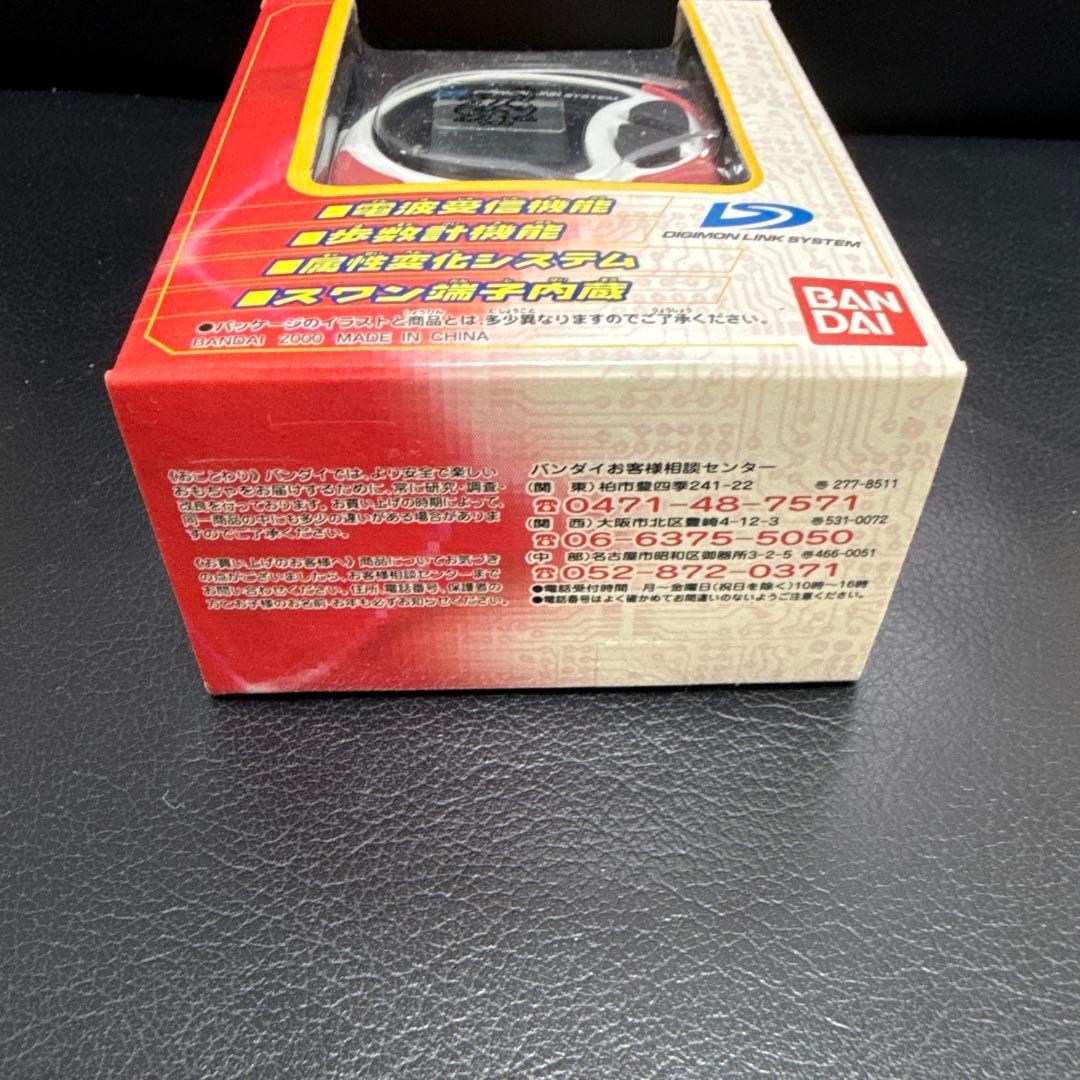 DIGIMON LINK SYSTEM
■電波受信機能
■歩数計機能
■属性変化システム
■スワン端子内蔵
DIGIMON LINK SYSTEM
BAN
DAI
●パッケージのイラストと商品とは、多少異なりますのでご了承ください。
BANDAI 2000 MADE IN CHINA
《おことわり》バンダイでは、より安全で楽しい
おもちゃをお届けするために、常に研究・調査・
改良を行っております。お買い上げの時期によって、
同一商品の中にも多少の違いがある場合がありま
すのでご了承ください。
《お買い上げのお客様へ》商品についてお気づき
の点がございましたら、お客様相談センターまで
お問い合わせください。住所、電話番号、保護者の
方とお子様のお名前・お年も必ずお知らせください。
バンダイお客様相談センター
(関 東)柏市豊四季241-22 〠277-8511
☎0471-48-7571
(関 西)大阪市北区豊崎4-12-3 〠531-0072
☎06-6375-5050
(中 部)名古屋市昭和区御器所3-2-5 〠466-0051
☎052-872-0371
●電話受付時間 月〜金曜日(祝日を除く)10時〜16時
●電話番号はよく確かめてお間違いのないようご注意ください。